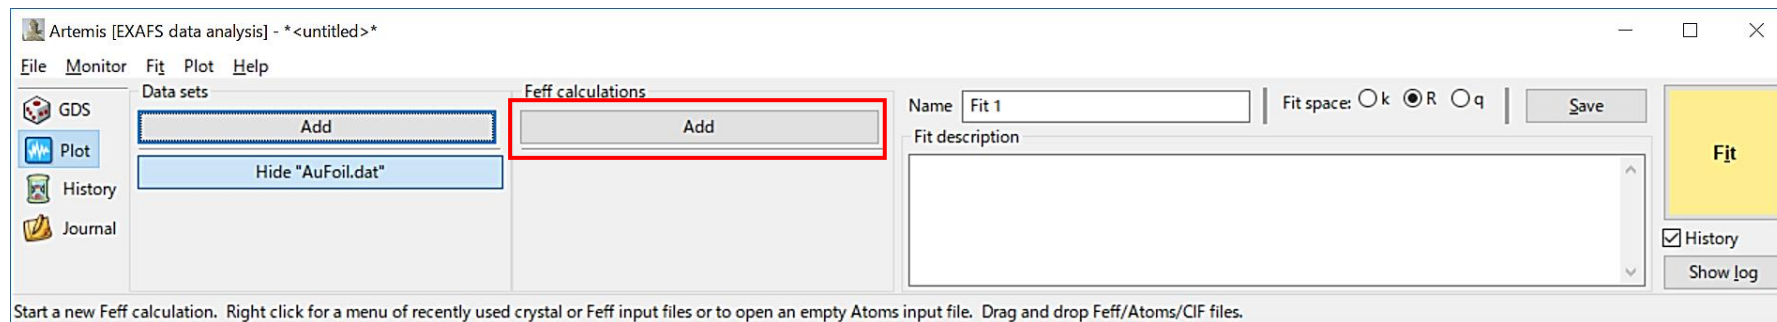 Artemis [EXAFS data analysis] - *<untitled>*
File Monitor Fit Plot Help
GDS
Plot
History
Journal
Data sets
Add
Hide "AuFoil.dat"
Feff calculations
Add
Name Fit 1
Fit space: k R q
Save
Fit description
Fit
History
Show log
Start a new Feff calculation. Right click for a menu of recently used crystal or Feff input files or to open an empty Atoms input file. Drag and drop Feff/Atoms/CIF files.